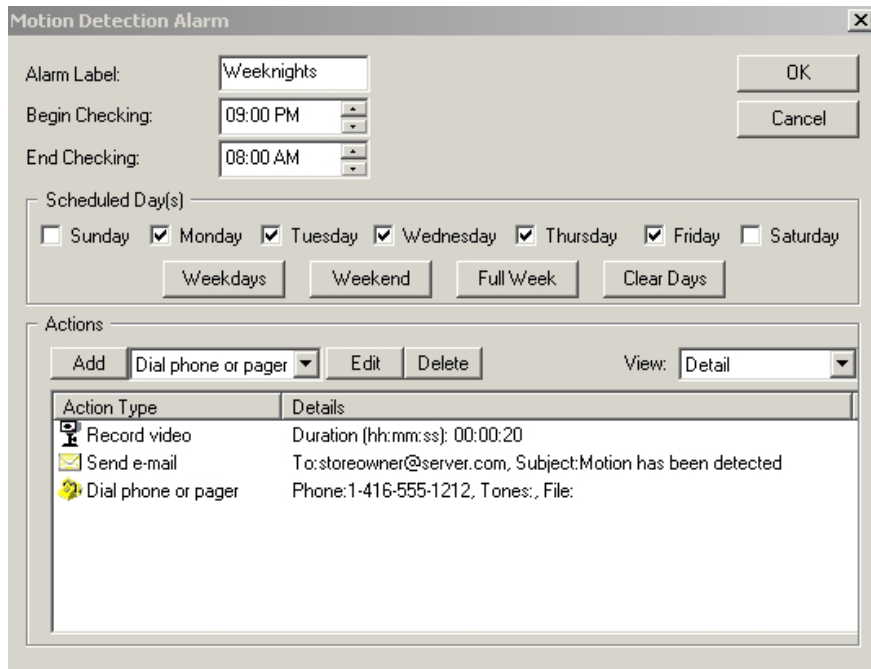 Motion Detection Alarm
Alarm Label: Weeknights OK
Begin Checking: 09:00 PM Cancel
End Checking: 08:00 AM
Scheduled Day(s)
Sunday Monday Tuesday Wednesday Thursday Friday Saturday
Weekdays Weekend Full Week Clear Days
Actions
Add Dial phone or pager Edit Delete View: Detail
Action Type Details
Record video Duration (hh:mm:ss): 00:00:20
Send e-mail To:storeowner@server.com, Subject:Motion has been detected
Dial phone or pager Phone:1-416-555-1212, Tones:, File: